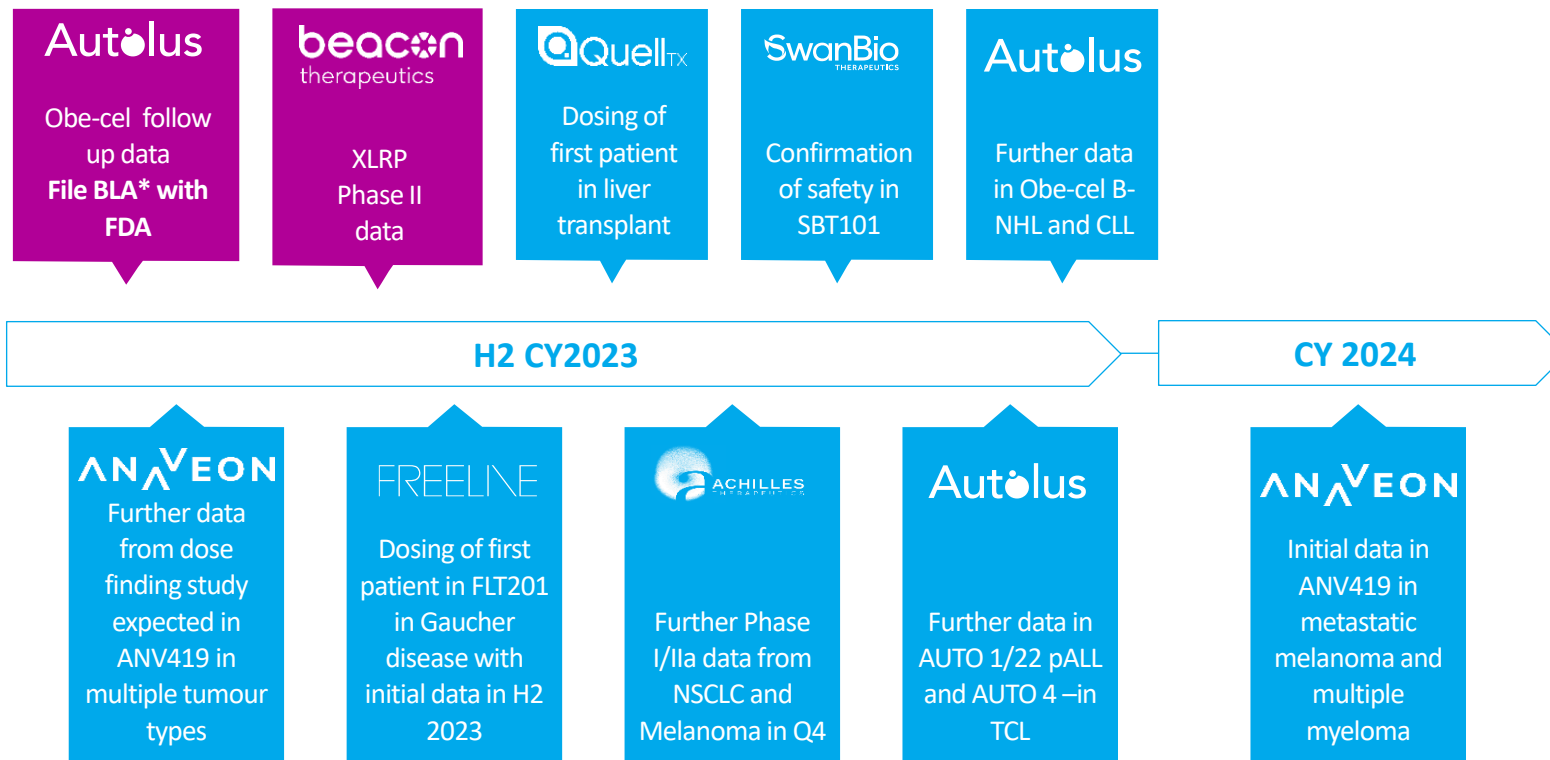 Autolus
Obe-cel follow
up data
File BLA* with
FDA
beacon
therapeutics
XLRP
Phase II
data
QuellTX
Dosing of
first patient
in liver
transplant
SwanBio
THERAPEUTICS
Confirmation
of safety in
SBT101
Autolus
Further data
in Obe-cel B-
NHL and CLL
H2 CY2023
CY 2024
ANAVEON
Further data
from dose
finding study
expected in
ANV419 in
multiple tumour
types
FREELINE
Dosing of first
patient in FLT201
in Gaucher
disease with
initial data in H2
2023
ACHILLES
THERAPEUTICS
Further Phase
I/IIa data from
NSCLC and
Melanoma in Q4
Autolus
Further data in
AUTO 1/22 pALL
and AUTO 4 –in
TCL
ANAVEON
Initial data in
ANV419 in
metastatic
melanoma and
multiple
myeloma